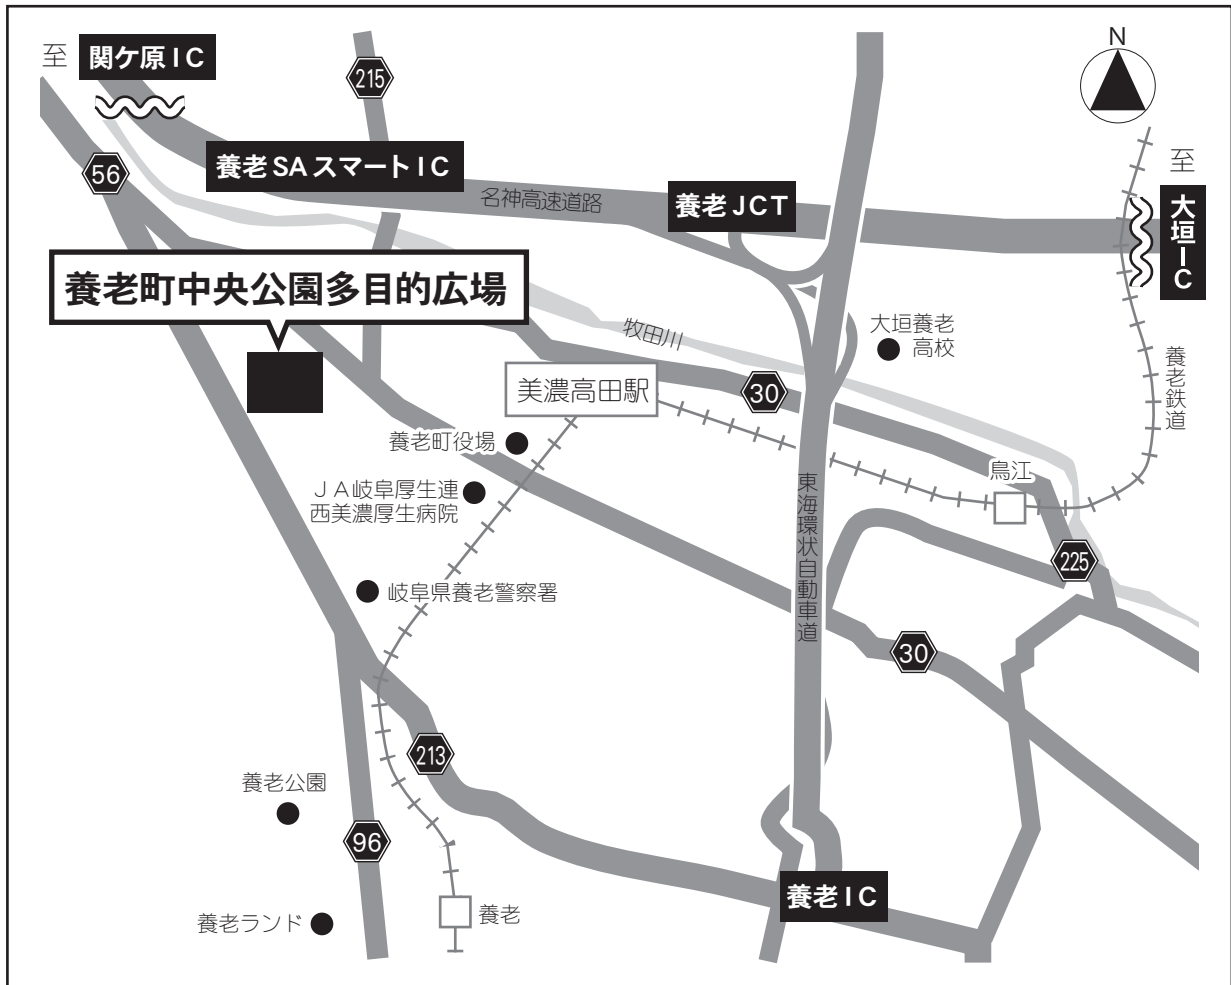 至
関ケ原IC
215
N
養老SAスマートIC
56
名神高速道路
養老JCT
至
大垣IC
養老町中央公園多目的広場
牧田川
大垣養老
高校
養老鉄道
美濃高田駅
30
養老町役場
烏江
JA岐阜厚生連
西美濃厚生病院
東海環状自動車道
225
岐阜県養老警察署
30
213
養老公園
96
養老IC
養老ランド
養老